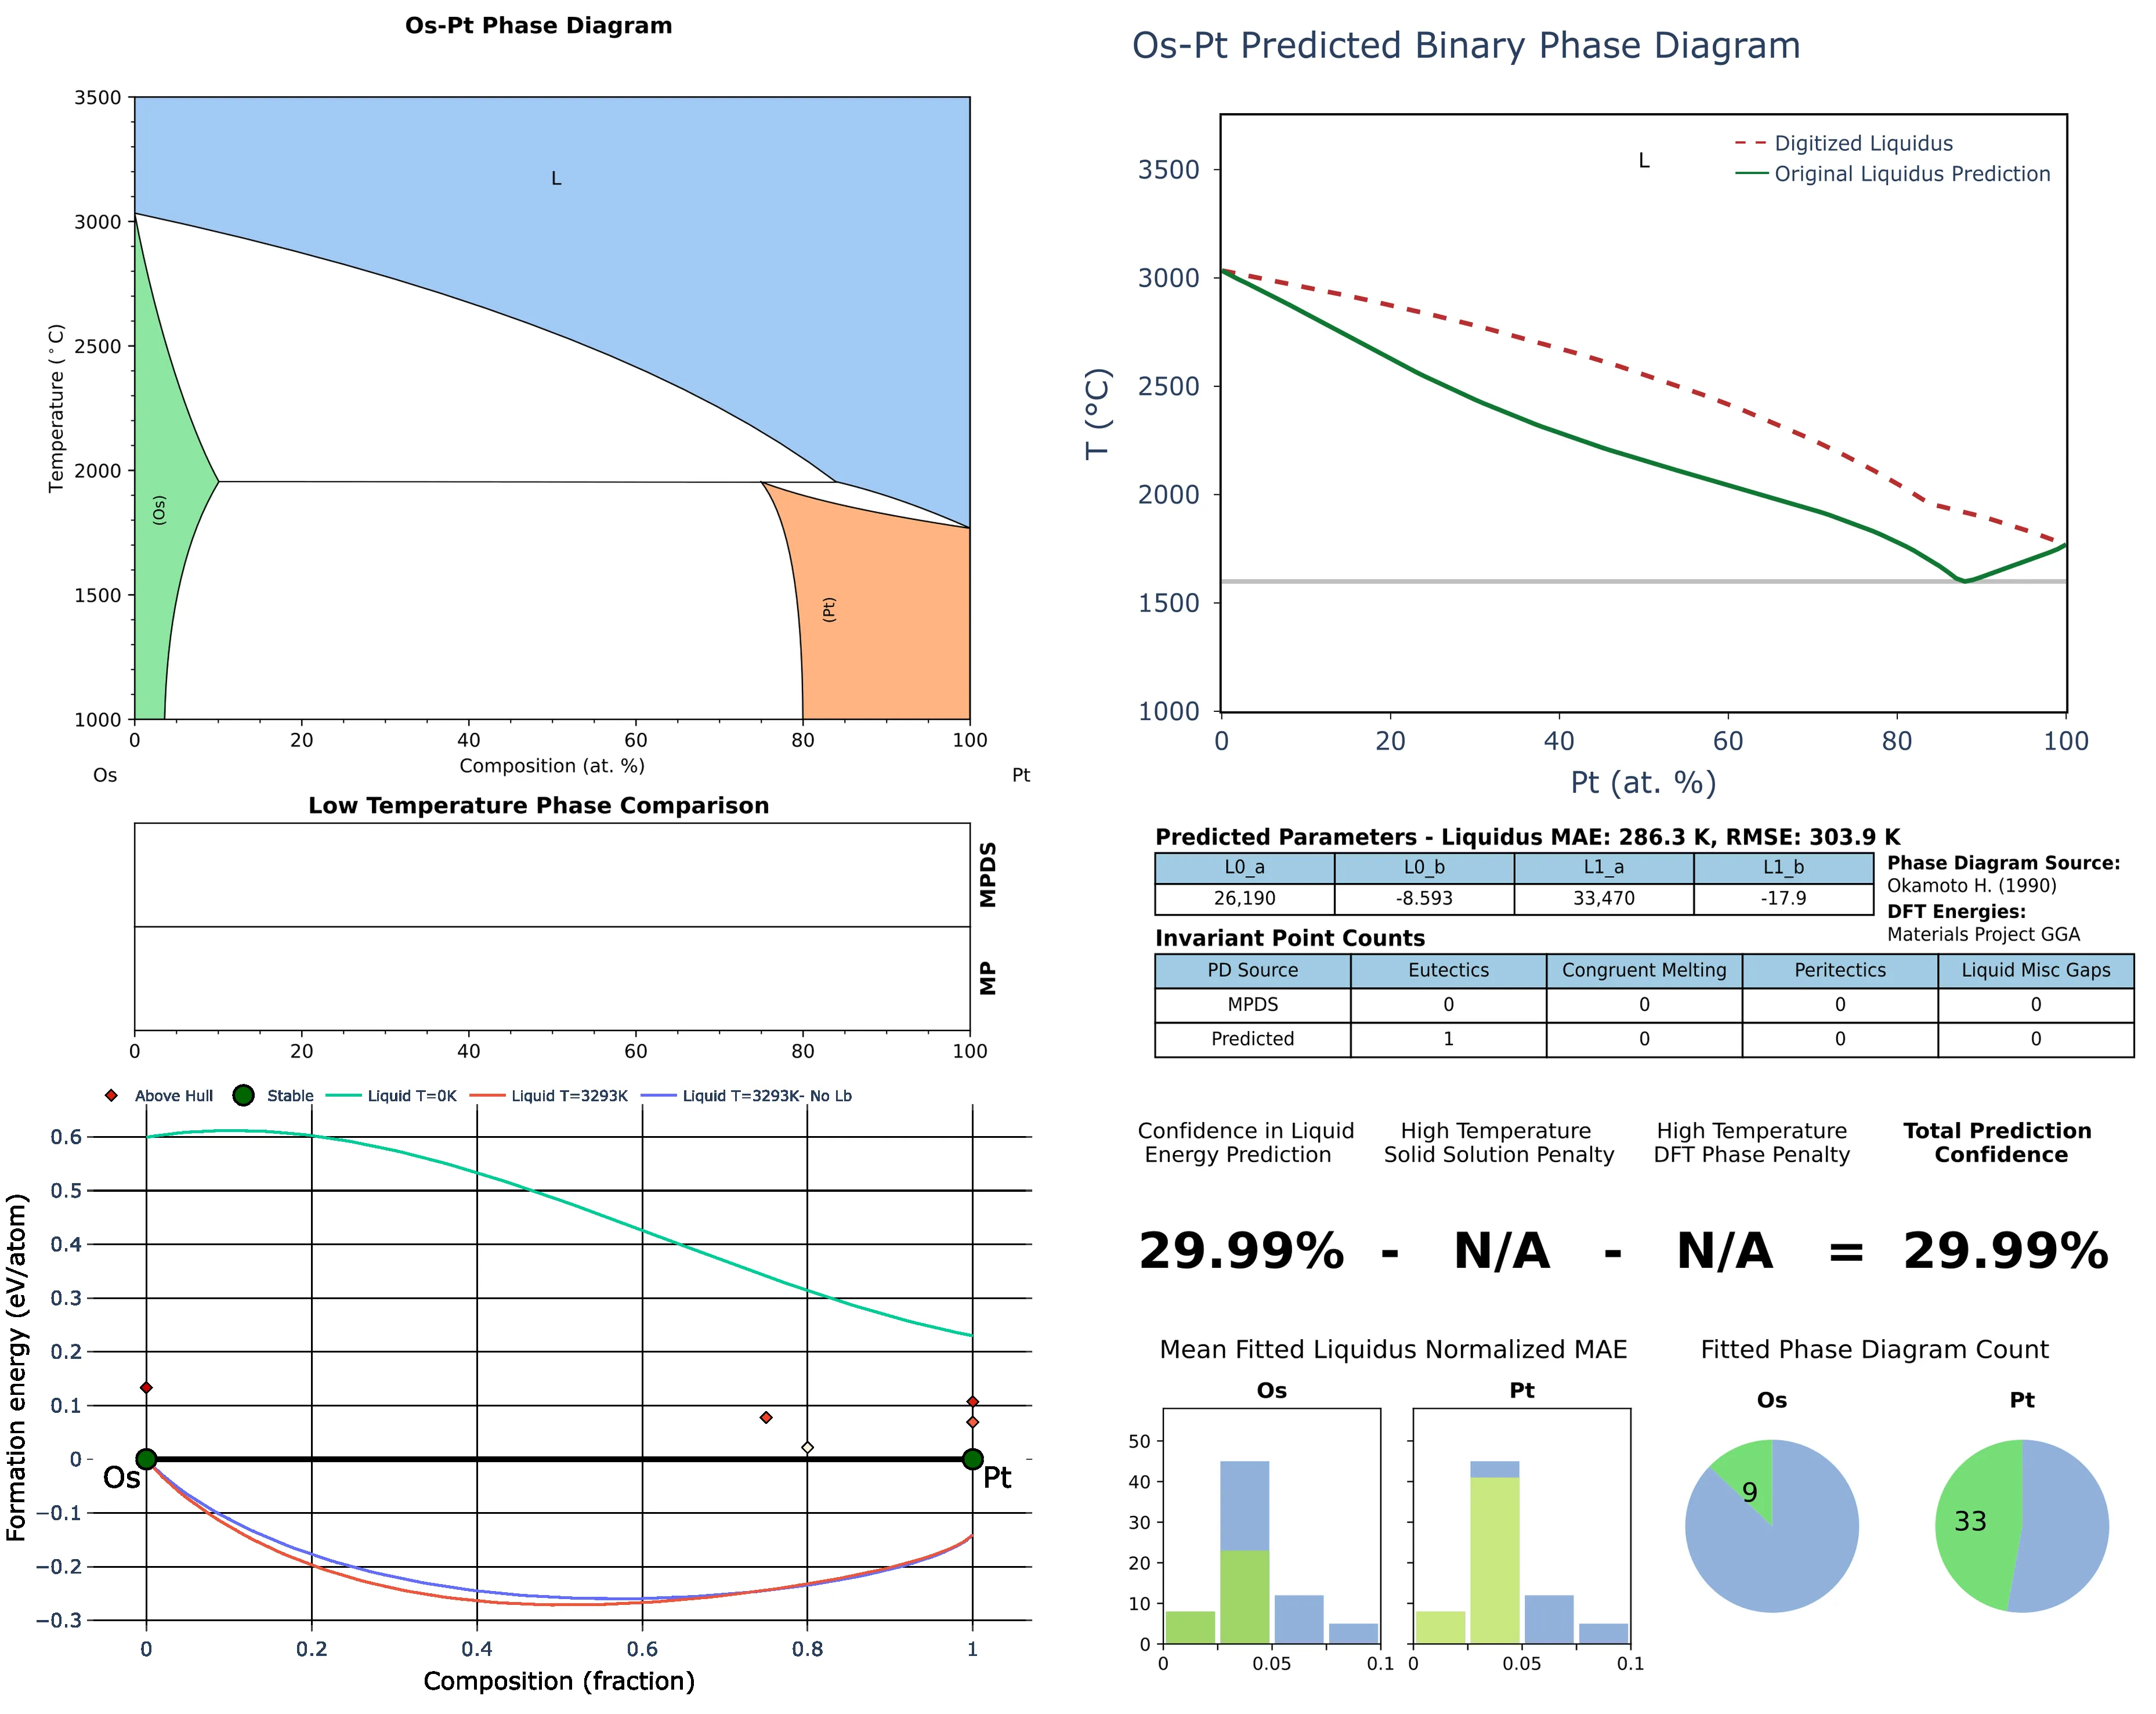 Os-Pt Phase Diagram
3500
3000
2500
2000
1500
1000
Temperature (°C)
L
(Os)
(Pt)
0 20 40 60 80 100
Composition (at. %)
Os Pt
Os-Pt Predicted Binary Phase Diagram
L
Digitized Liquidus
Original Liquidus Prediction
3500
3000
2500
2000
1500
1000
T (°C)
0 20 40 60 80 100
Pt (at. %)
Low Temperature Phase Comparison
MPDS
MP
0 20 40 60 80 100
Predicted Parameters - Liquidus MAE: 286.3 K, RMSE: 303.9 K
L0_a L0_b L1_a L1_b
26,190 -8.593 33,470 -17.9
Phase Diagram Source:
Okamoto H. (1990)
DFT Energies:
Materials Project GGA
Invariant Point Counts
PD Source Eutectics Congruent Melting Peritectics Liquid Misc Gaps
MPDS 0 0 0 0
Predicted 1 0 0 0
Above Hull Stable Liquid T=0K Liquid T=3293K Liquid T=3293K- No Lb
0.6
0.5
0.4
0.3
0.2
0.1
0
−0.1
−0.2
−0.3
Formation energy (eV/atom)
Os Pt
0 0.2 0.4 0.6 0.8 1
Composition (fraction)
Confidence in Liquid
Energy Prediction
High Temperature
Solid Solution Penalty
High Temperature
DFT Phase Penalty
Total Prediction
Confidence
29.99% - N/A - N/A = 29.99%
Mean Fitted Liquidus Normalized MAE
Os Pt
50
40
30
20
10
0
0 0.05 0.1 0 0.05 0.1
Fitted Phase Diagram Count
Os Pt
9 33